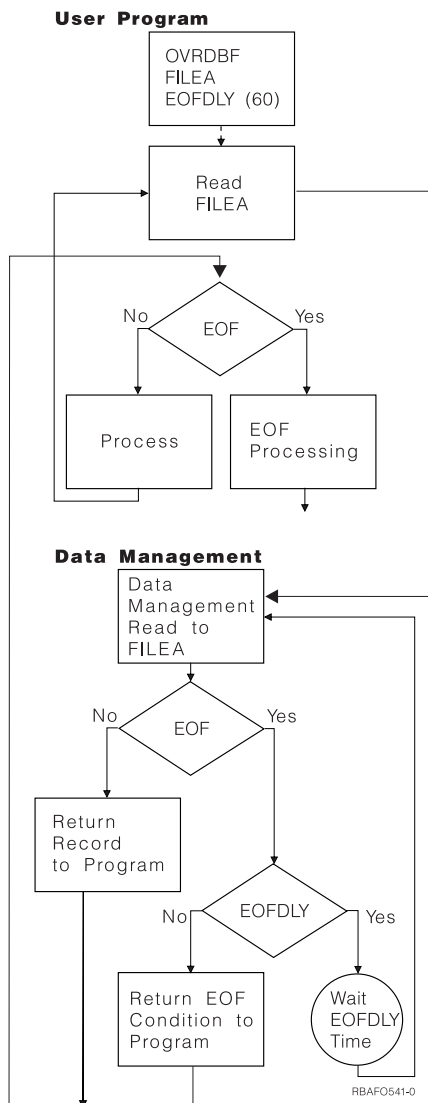 User Program
OVRDBF
FILEA
EOFDLY (60)
Read
FILEA
No
Yes
EOF
Process
EOF
Processing
Data Management
Data
Management
Read to
FILEA
No
Yes
EOF
Return
Record
to Program
No
Yes
EOFDLY
Return EOF
Condition to
Program
Wait
EOFDLY
Time
RBAFO541-0